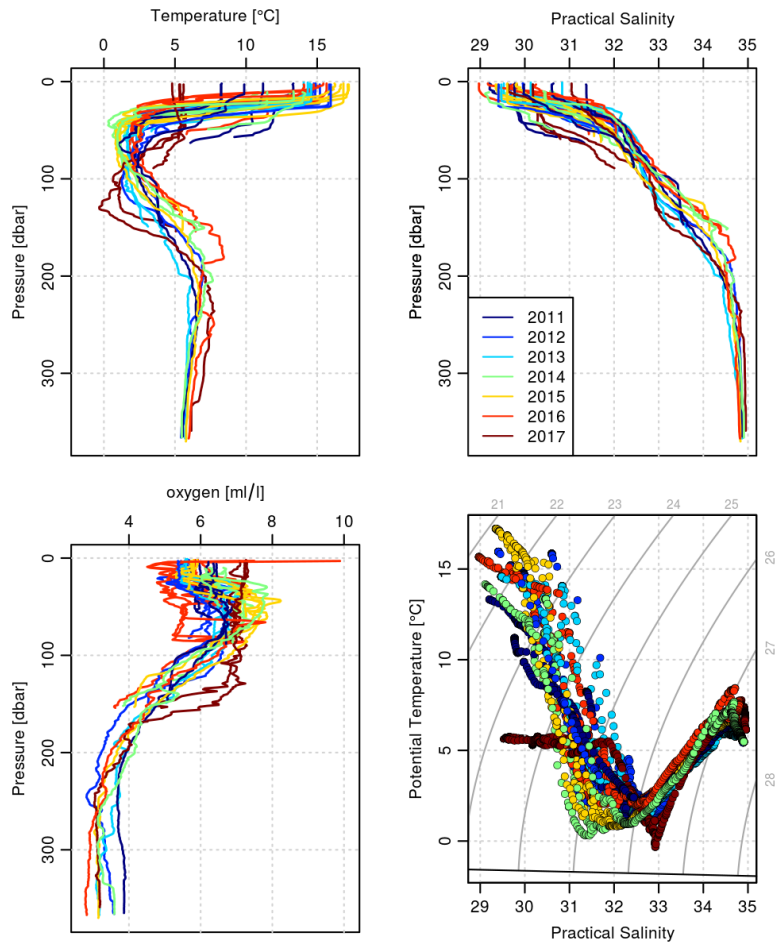 Temperature [°C]
0 5 10 15
Pressure [dbar]
0
100
200
300
Practical Salinity
29 30 31 32 33 34 35
Pressure [dbar]
0
100
200
300
2011
2012
2013
2014
2015
2016
2017
oxygen [ml/l]
4 6 8 10
Pressure [dbar]
0
100
200
300
21 22 23 24 25
26
27
28
Potential Temperature [°C]
15
10
5
0
29 30 31 32 33 34 35
Practical Salinity